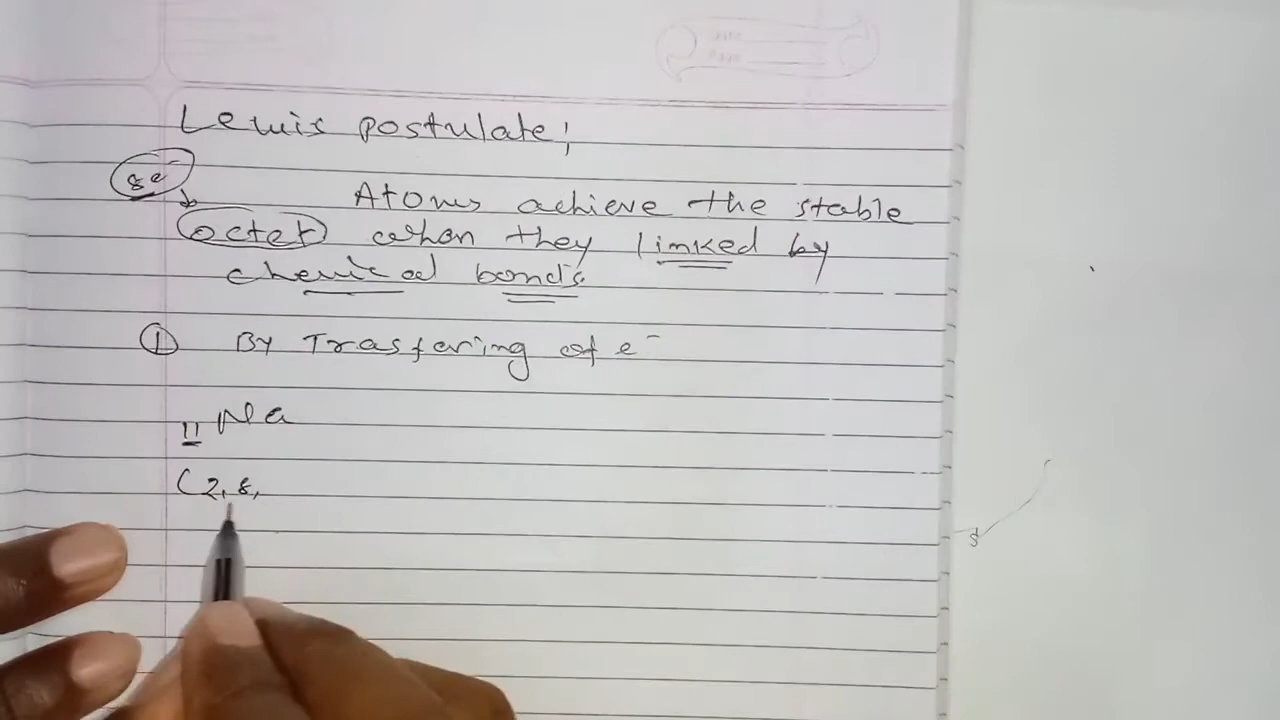 Lewis postulate;
8e⁻
Atoms achieve the stable
octet when they linked by
chemical bonds.
① By Trasfering of e⁻
11 Na
(2, 8,